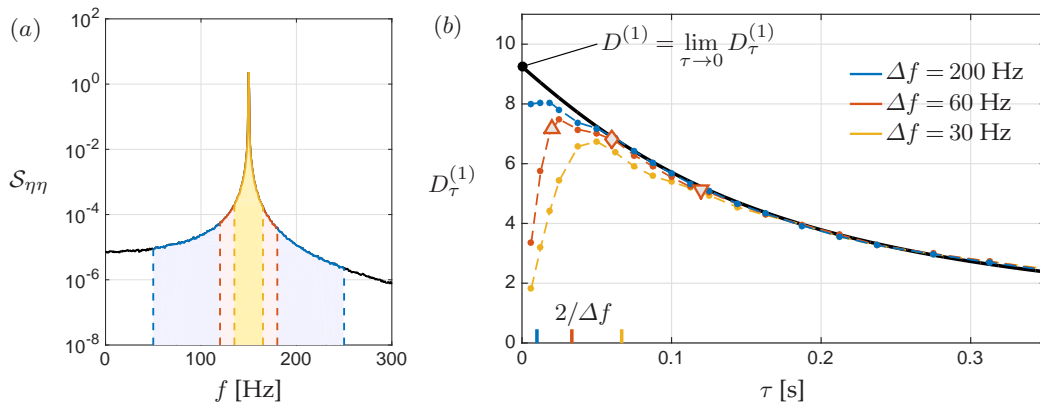 (a)
10^2
10^0
10^-2
10^-4
10^-6
10^-8
S_ηη
0 100 200 300
f [Hz]
(b)
10
8
6
4
2
0
D_τ^(1)
D^(1) = lim_{τ→0} D_τ^(1)
Δf = 200 Hz
Δf = 60 Hz
Δf = 30 Hz
2/Δf
0 0.1 0.2 0.3
τ [s]